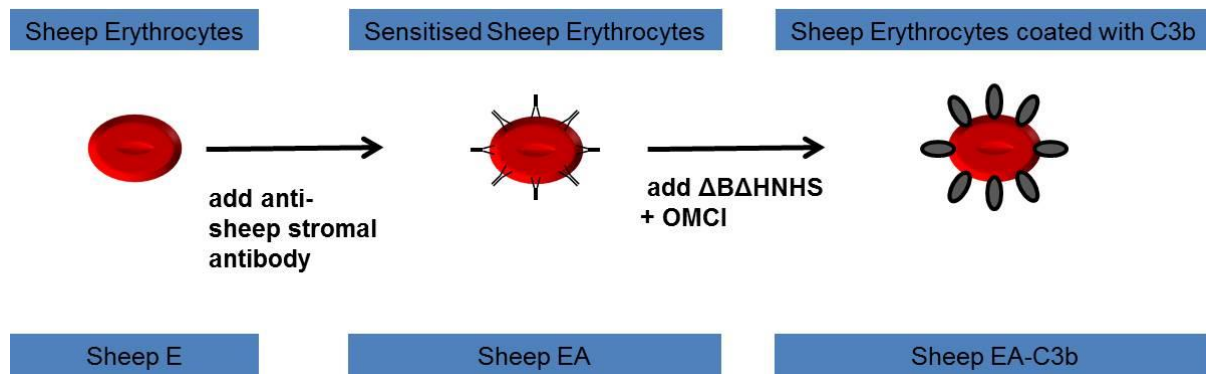 Sheep Erythrocytes
Sensitised Sheep Erythrocytes
Sheep Erythrocytes coated with C3b
add anti-
sheep stromal
antibody
add ΔBΔHNHS
+ OMCI
Sheep E
Sheep EA
Sheep EA-C3b